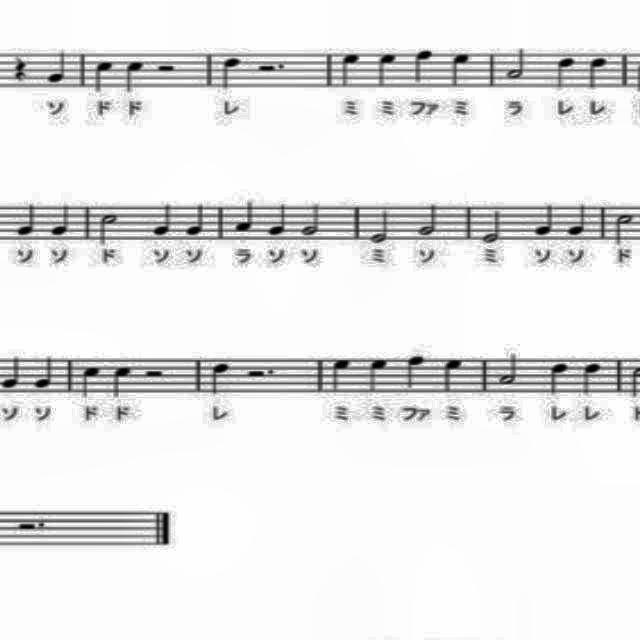 ソ ド ド レ ミ ミ ファ ミ ラ レ レ
ソ ソ ド ソ ソ ラ ソ ソ ミ ソ ミ ソ ソ ド
ソ ソ ド ド レ ミ ミ ファ ミ ラ レ レ